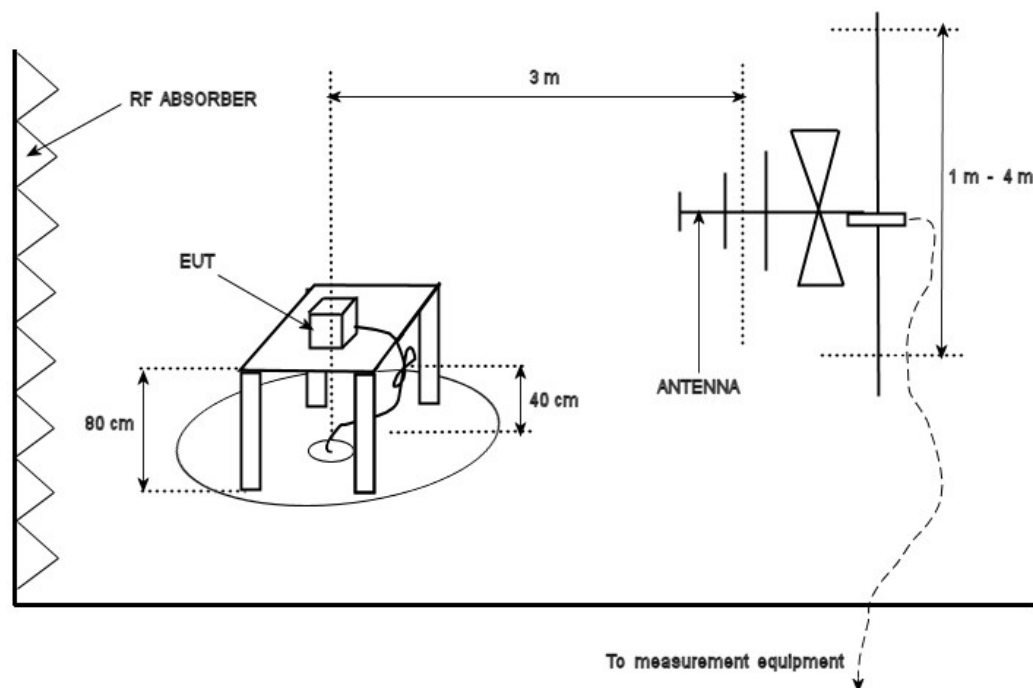 3 m
RF ABSORBER
1 m - 4 m
EUT
ANTENNA
40 cm
80 cm
To measurement equipment